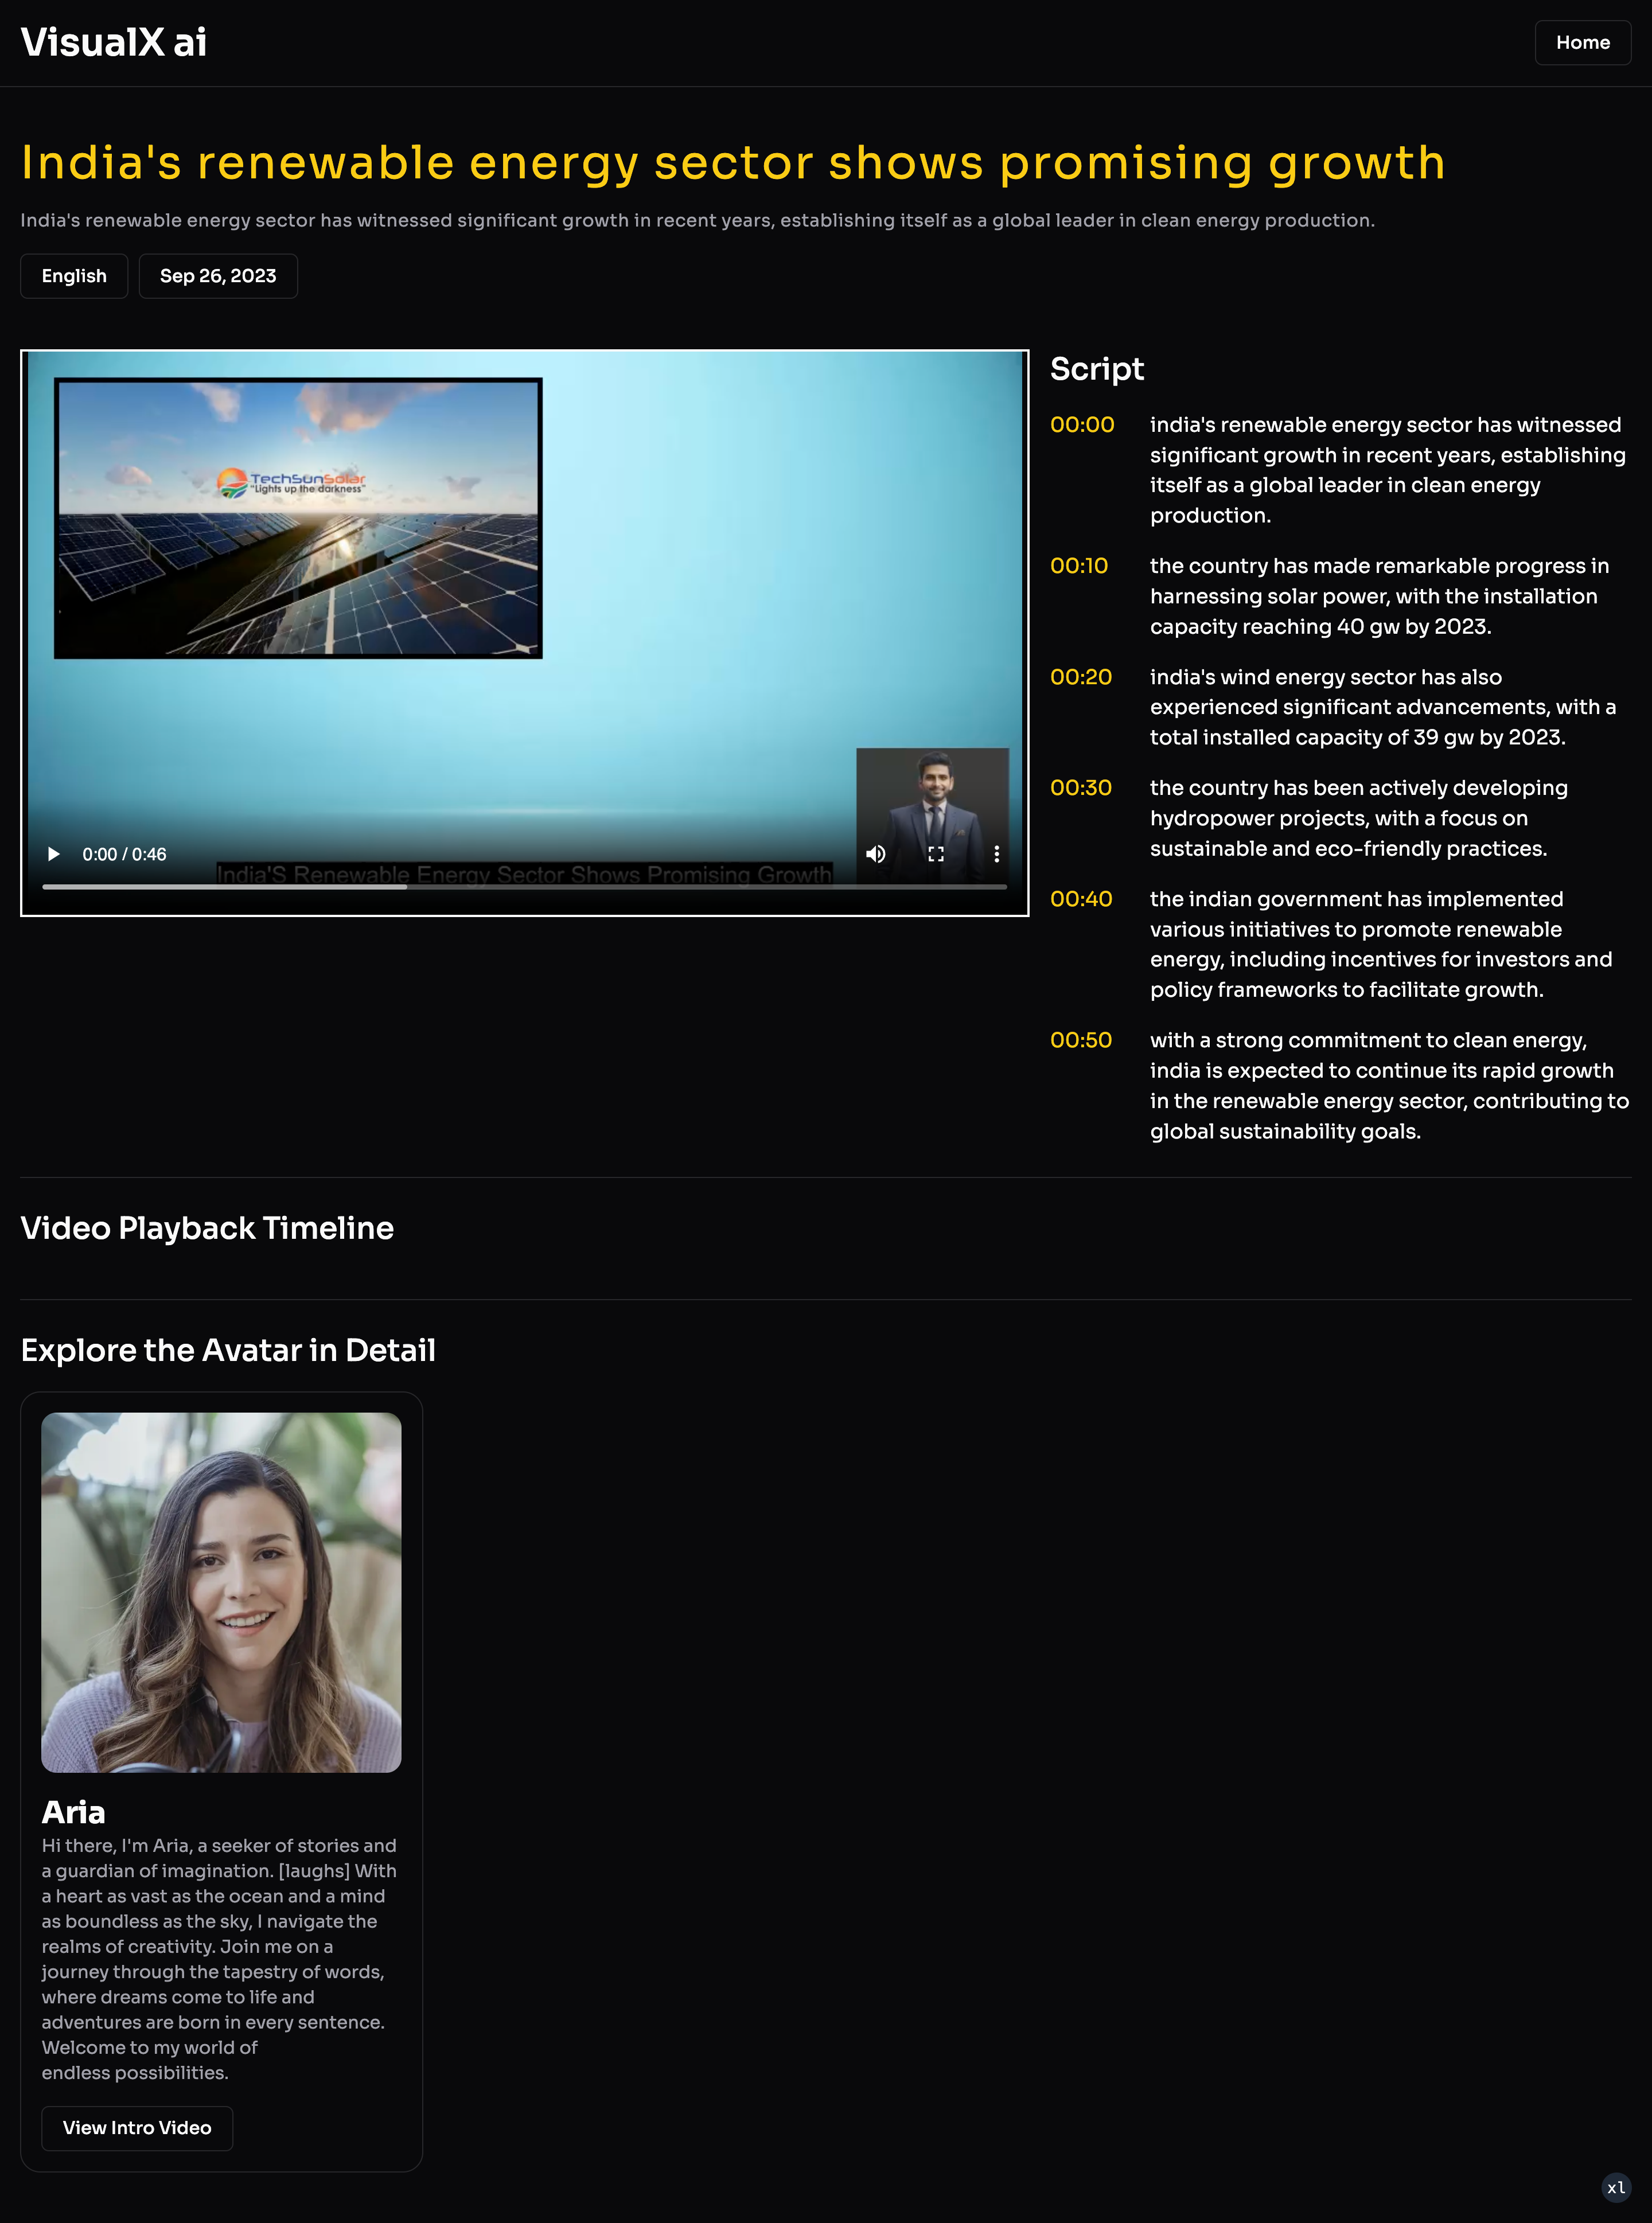 VisualX ai
Home
India's renewable energy sector shows promising growth
India's renewable energy sector has witnessed significant growth in recent years, establishing itself as a global leader in clean energy production.
English
Sep 26, 2023
TechSunSolar
"Lights up the darkness"
0:00 / 0:46
India'S Renewable Energy Sector Shows Promising Growth
Script
00:00
india's renewable energy sector has witnessed
significant growth in recent years, establishing
itself as a global leader in clean energy
production.
00:10
the country has made remarkable progress in
harnessing solar power, with the installation
capacity reaching 40 gw by 2023.
00:20
india's wind energy sector has also
experienced significant advancements, with a
total installed capacity of 39 gw by 2023.
00:30
the country has been actively developing
hydropower projects, with a focus on
sustainable and eco-friendly practices.
00:40
the indian government has implemented
various initiatives to promote renewable
energy, including incentives for investors and
policy frameworks to facilitate growth.
00:50
with a strong commitment to clean energy,
india is expected to continue its rapid growth
in the renewable energy sector, contributing to
global sustainability goals.
Video Playback Timeline
Explore the Avatar in Detail
Aria
Hi there, I'm Aria, a seeker of stories and
a guardian of imagination. [laughs] With
a heart as vast as the ocean and a mind
as boundless as the sky, I navigate the
realms of creativity. Join me on a
journey through the tapestry of words,
where dreams come to life and
adventures are born in every sentence.
Welcome to my world of
endless possibilities.
View Intro Video
xl